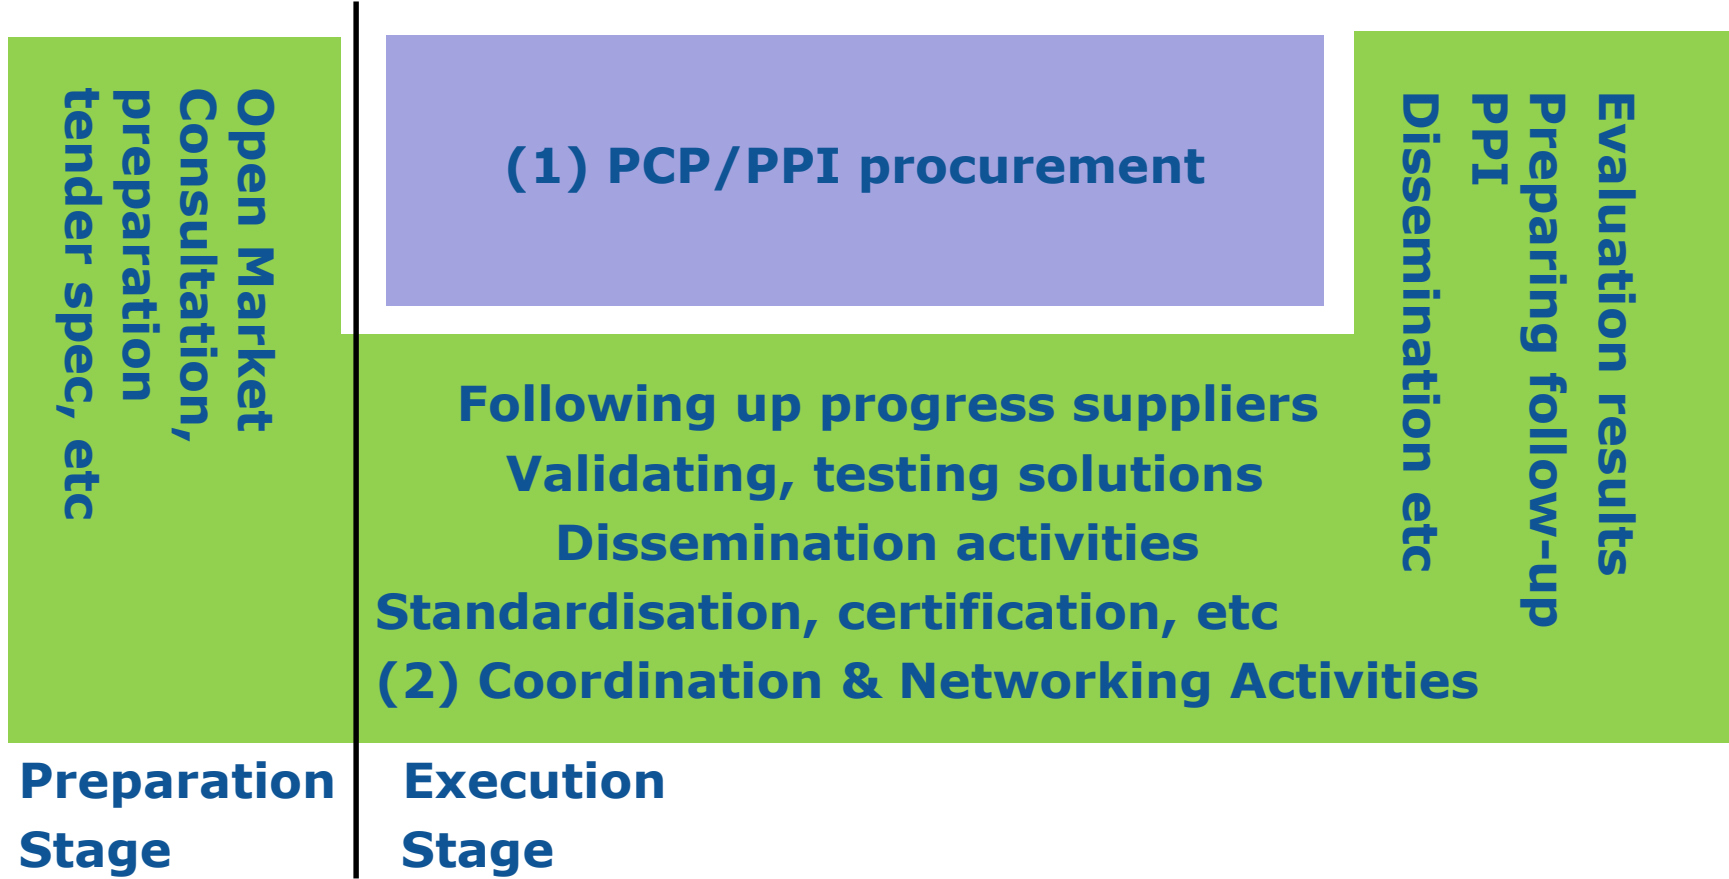 Open Market
Consultation,
preparation
tender spec, etc
(1) PCP/PPI procurement
Following up progress suppliers
Validating, testing solutions
Dissemination activities
Standardisation, certification, etc
(2) Coordination & Networking Activities
Evaluation results
Preparing follow-up
PPI
Dissemination etc
Preparation
Stage
Execution
Stage